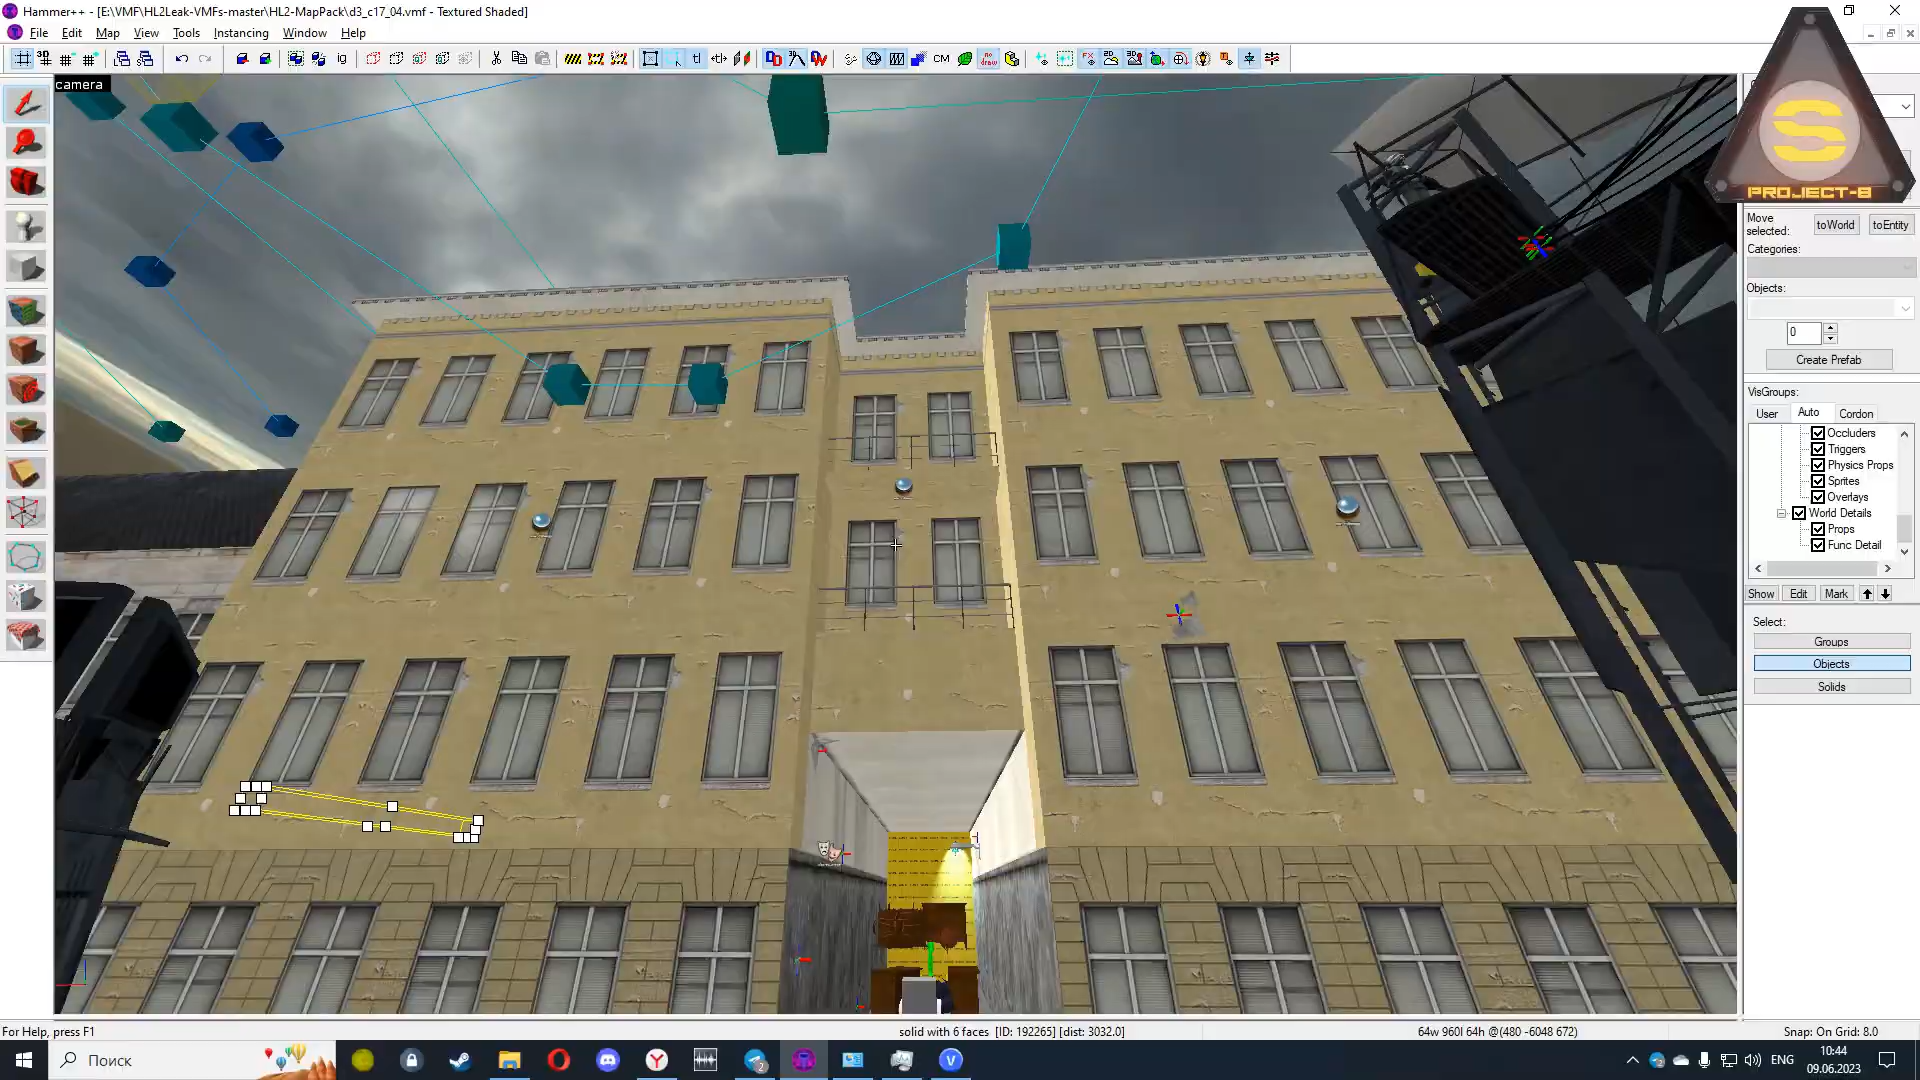 Hammer++ - [E:\VMF\HL2Leak-VMFs-master\HL2-MapPack\d3_c17_04.vmf - Textured Shaded]
File Edit Map View Tools Instancing Window Help
camera
S
PROJECT-8
Move selected:
toWorld
toEntity
Categories:
Objects:
0
Create Prefab
VisGroups:
User Auto Cordon
Occluders
Triggers
Physics Props
Sprites
Overlays
World Details
Props
Func Detail
Show Edit Mark
Select:
Groups
Objects
Solids
For Help, press F1
solid with 6 faces [ID: 192265] [dist: 3032.0]
64w 960l 64h @(480 -6048 672)
Snap: On Grid: 8.0
Поиск
2
V
ENG
10:44
09.06.2023